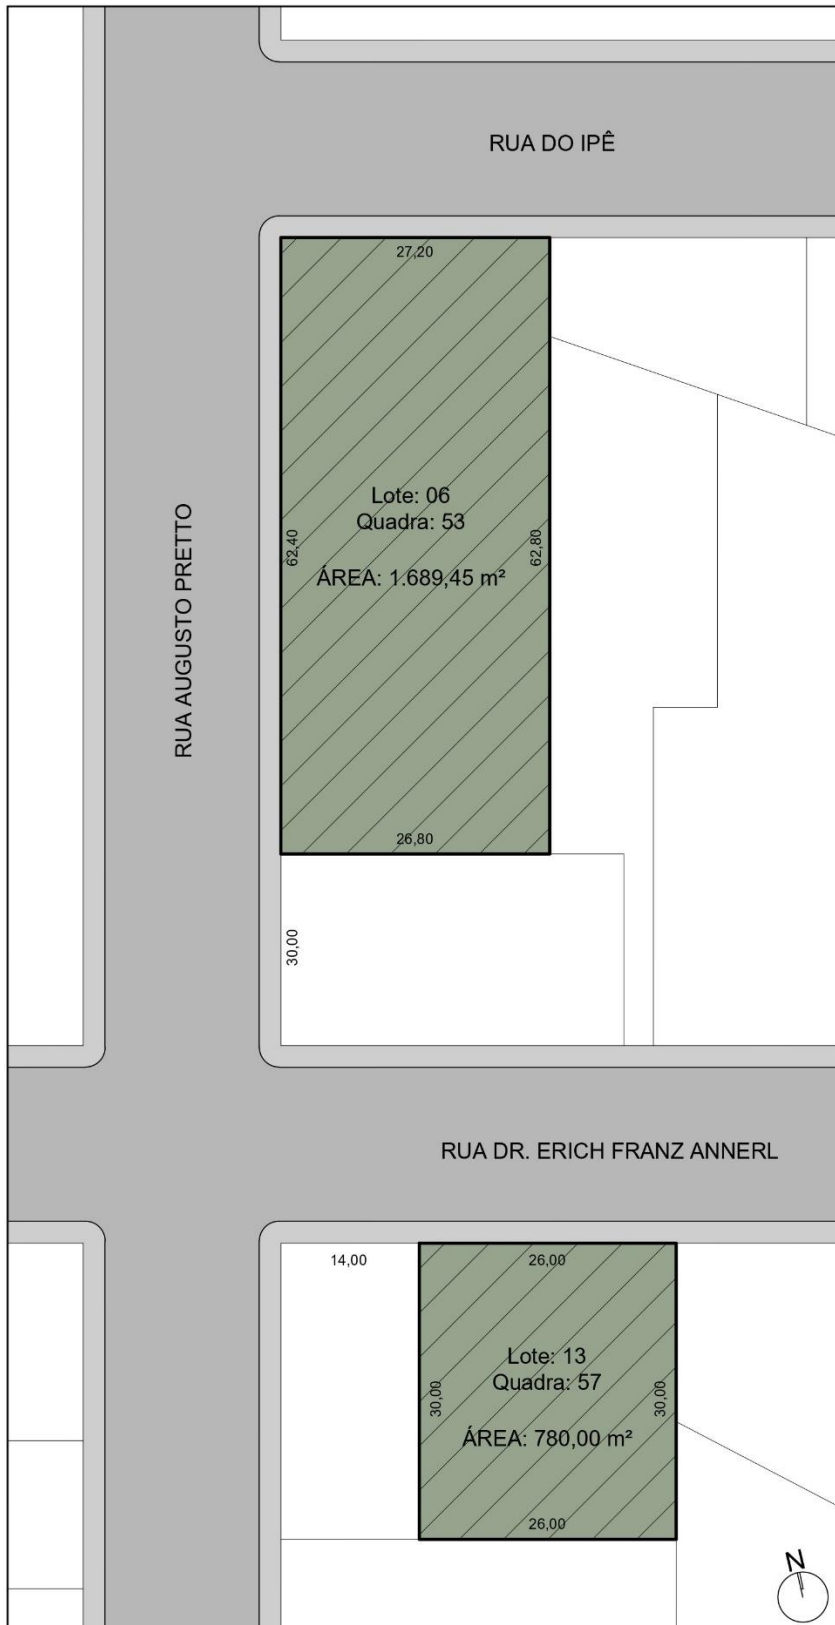 RUA DO IPÊ
27,20
Lote: 06
Quadra: 53
62,40
62,80
ÁREA: 1.689,45 m²
RUA AUGUSTO PRETTO
26,80
30,00
RUA DR. ERICH FRANZ ANNERL
14,00
26,00
Lote: 13
Quadra: 57
30,00
30,00
ÁREA: 780,00 m²
26,00
N